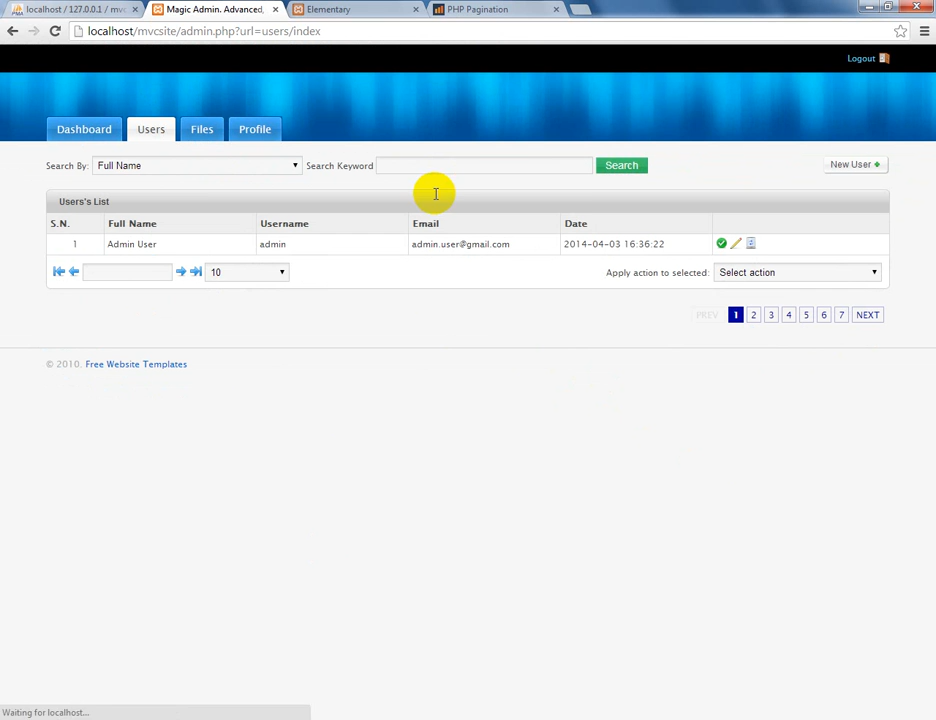 localhost / 127.0.0.1 / mvc
Magic Admin. Advanced,
Elementary
PHP Pagination
localhost/mvcsite/admin.php?url=users/index
Logout
Dashboard
Users
Files
Profile
Search By: Full Name
Search Keyword
Search
New User
Users's List
S.N. Full Name Username Email Date
1 Admin User admin admin.user@gmail.com 2014-04-03 16:36:22
10
Apply action to selected: Select action
PREV 1 2 3 4 5 6 7 NEXT
© 2010. Free Website Templates
Waiting for localhost...